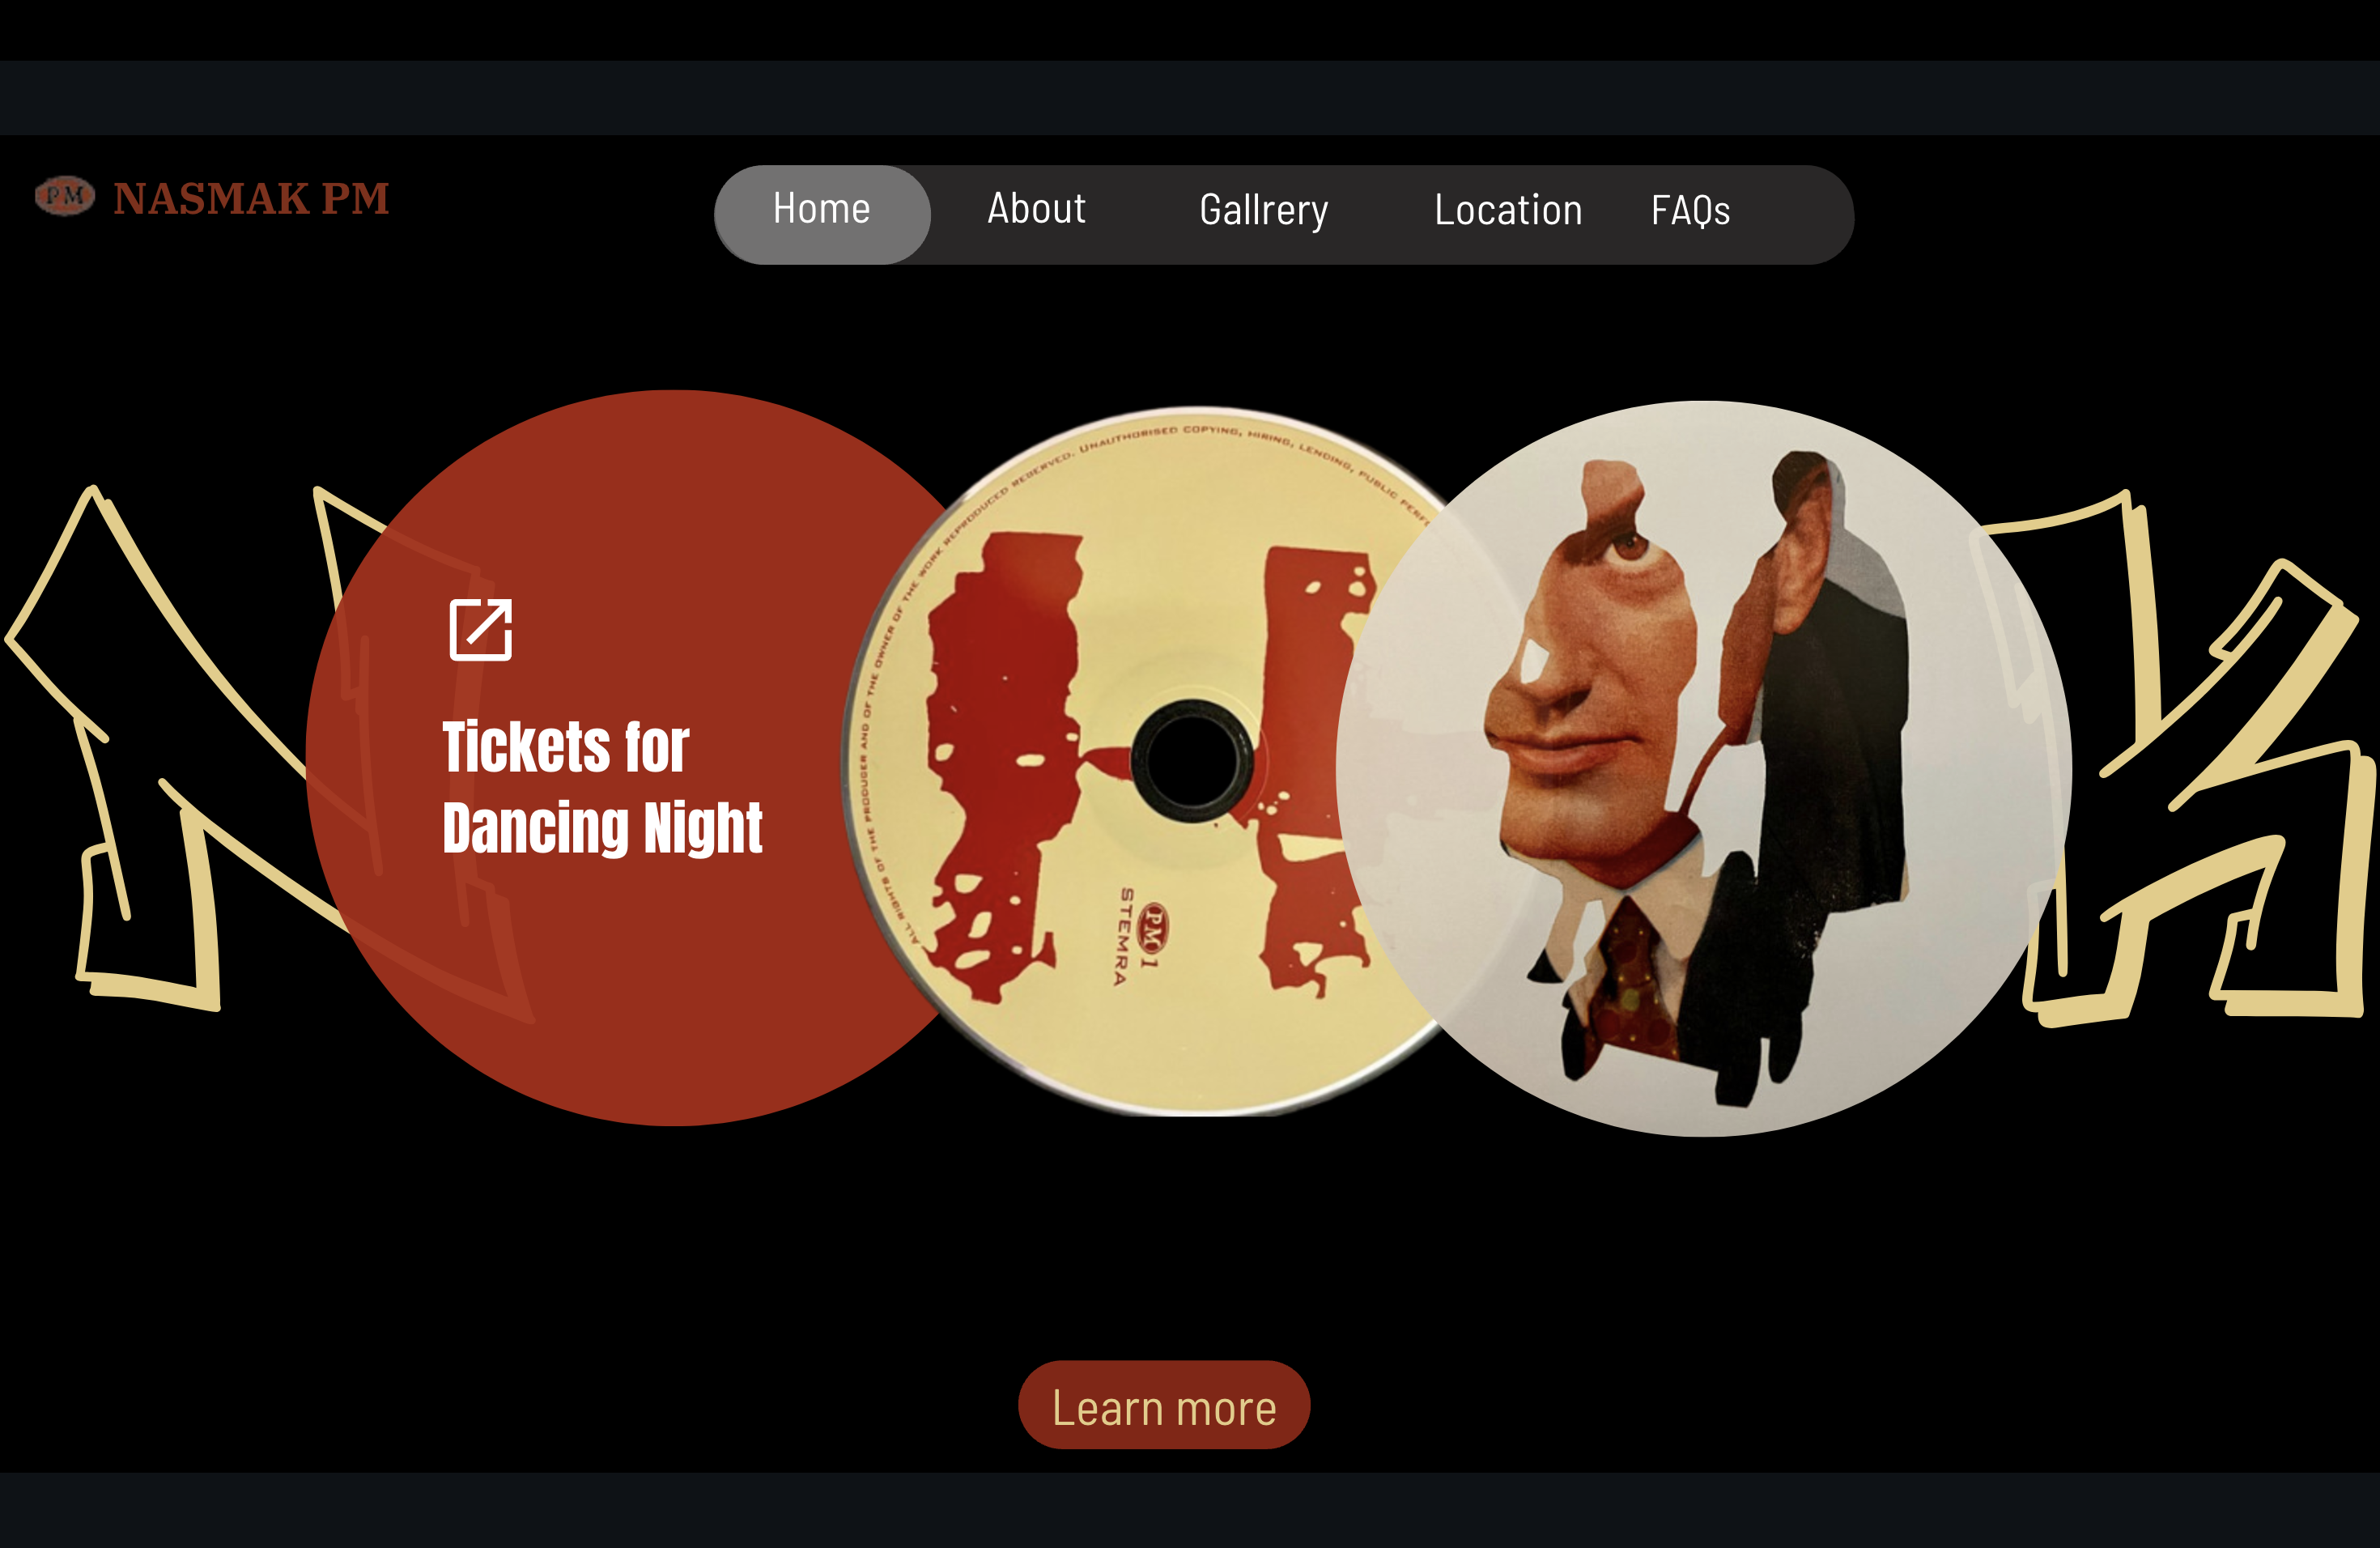 PM NASMAK PM
Home About Gallrery Location FAQs
N K
Tickets for
Dancing Night
ALL RIGHTS OF THE PRODUCER AND OF THE OWNER OF THE WORK REPRODUCED RESERVED. UNAUTHORISED COPYING, HIRING, LENDING, PUBLIC PERF
PM 1
STEMRA
Learn more